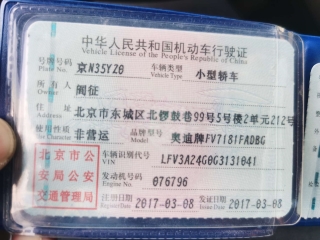 中华人民共和国机动车行驶证
Vehicle License of the People's Republic of China
号牌号码 京N35YZ8 车辆类型 小型轿车
Plate No. Vehicle Type
所有人 阎征
Owner
住址 北京市东城区北锣鼓巷99号5号楼2单元212号
Address
使用性质 非营运 品牌型号 奥迪牌FV7181FADBG
Use Character Model
北京市公安局公安交通管理局
车辆识别代号 LFV3A24G0G3131041
VIN
发动机号码 076796
Engine No.
注册日期 2017-03-08 发证日期 2017-03-08
Register Date Issue Date